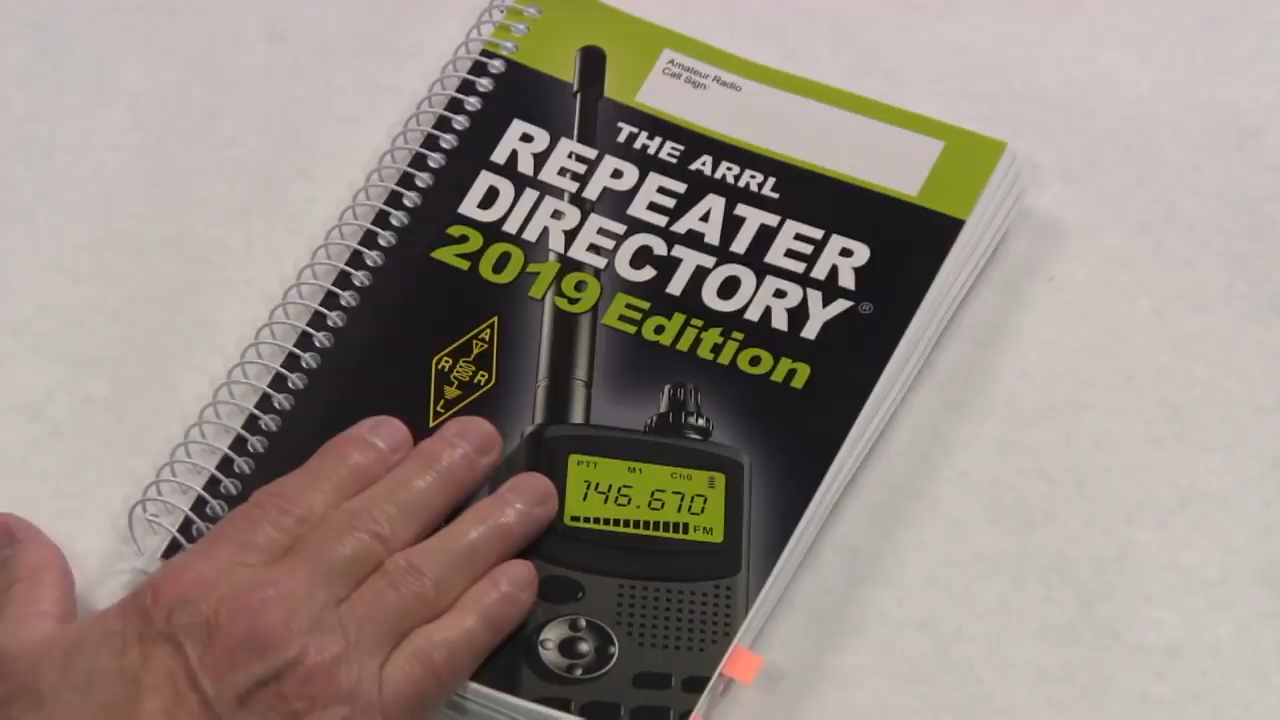 Amateur Radio
Call Sign:
THE ARRL
REPEATER
DIRECTORY®
2019 Edition
A
R R
L
PTT M1 Ch0
146.670
FM